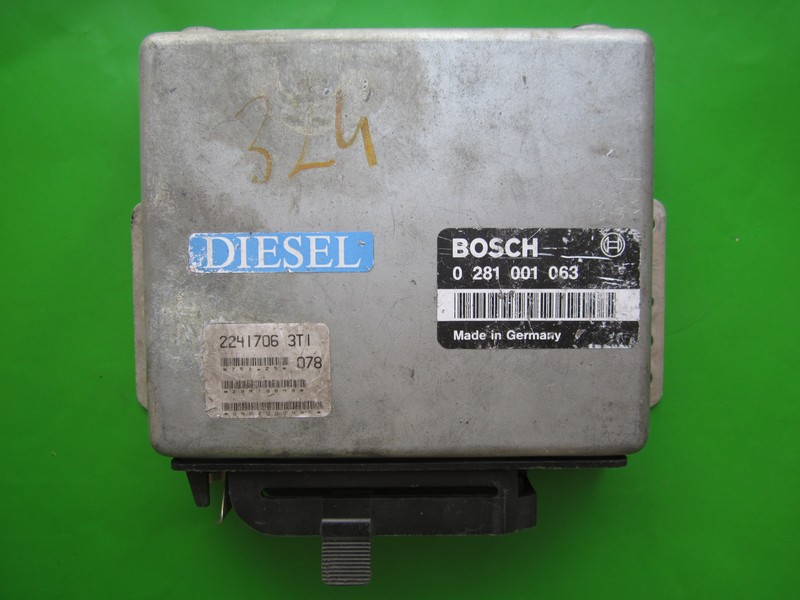 324
DIESEL
BOSCH
0 281 001 063
Made in Germany
2241706 3T1
078